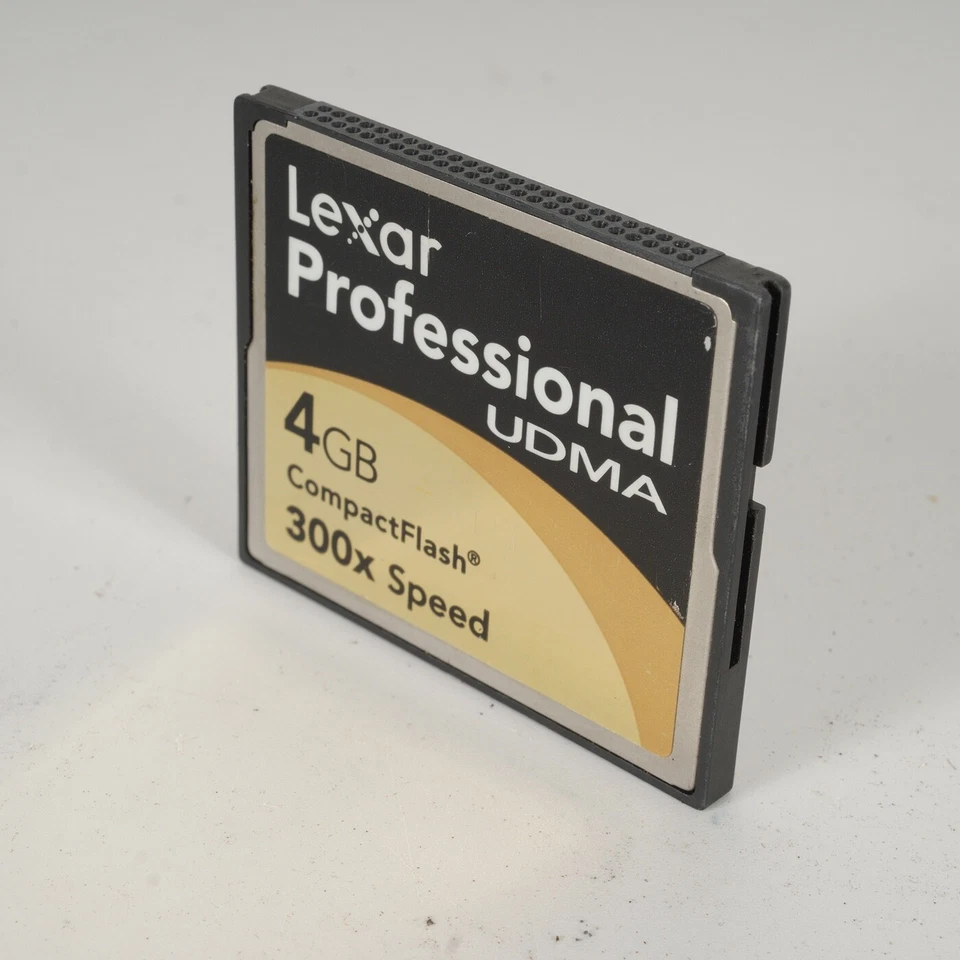 Lexar
Professional
UDMA
4GB
CompactFlash®
300x Speed